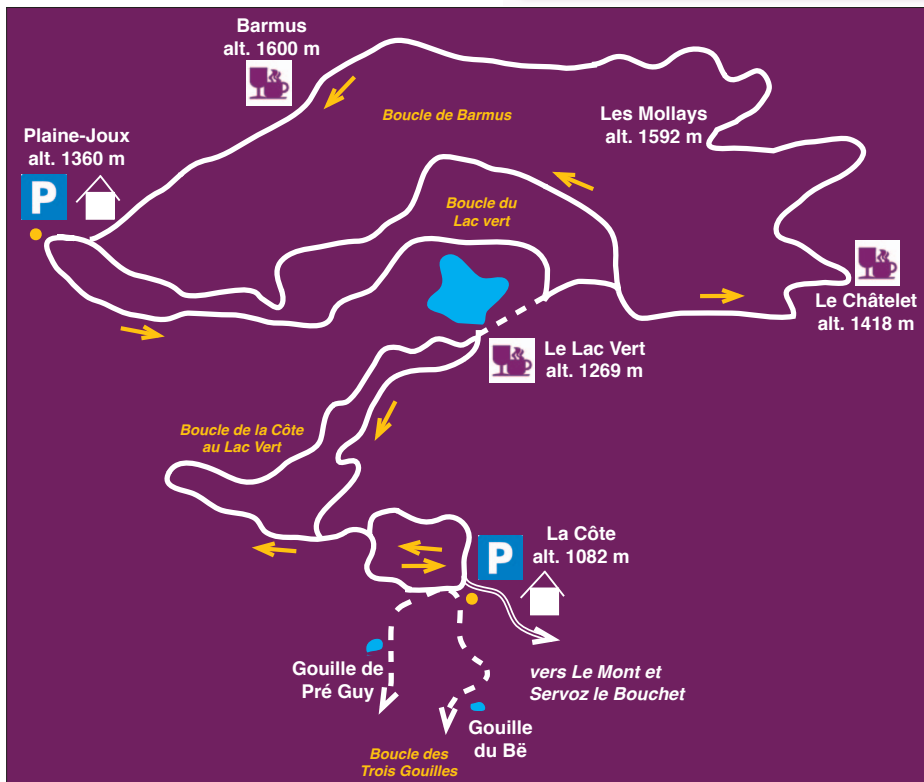 Barmus
alt. 1600 m
Boucle de Barmus
Les Mollays
alt. 1592 m
Plaine-Joux
alt. 1360 m
P
Boucle du
Lac vert
Le Châtelet
alt. 1418 m
Le Lac Vert
alt. 1269 m
Boucle de la Côte
au Lac Vert
La Côte
alt. 1082 m
P
Gouille de
Pré Guy
vers Le Mont et
Servoz le Bouchet
Gouille
du Bë
Boucle des
Trois Gouilles